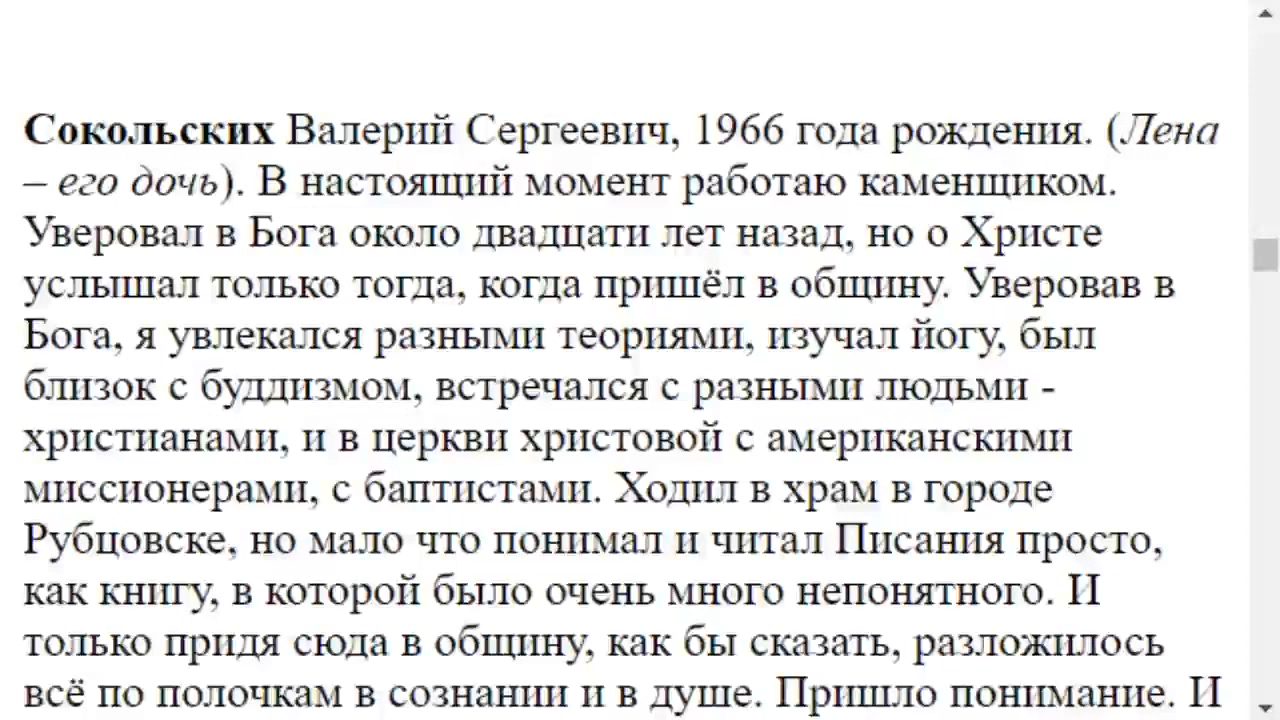 Сокольских Валерий Сергеевич, 1966 года рождения. (Лена
– его дочь). В настоящий момент работаю каменщиком.
Уверовал в Бога около двадцати лет назад, но о Христе
услышал только тогда, когда пришёл в общину. Уверовав в
Бога, я увлекался разными теориями, изучал йогу, был
близок с буддизмом, встречался с разными людьми -
христианами, и в церкви христовой с американскими
миссионерами, с баптистами. Ходил в храм в городе
Рубцовске, но мало что понимал и читал Писания просто,
как книгу, в которой было очень много непонятного. И
только придя сюда в общину, как бы сказать, разложилось
всё по полочкам в сознании и в душе. Пришло понимание. И